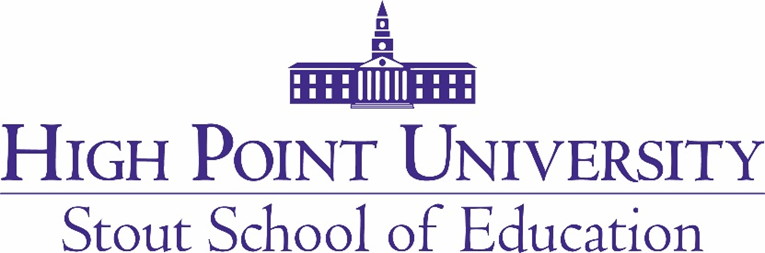 HIGH POINT UNIVERSITY
Stout School of Education